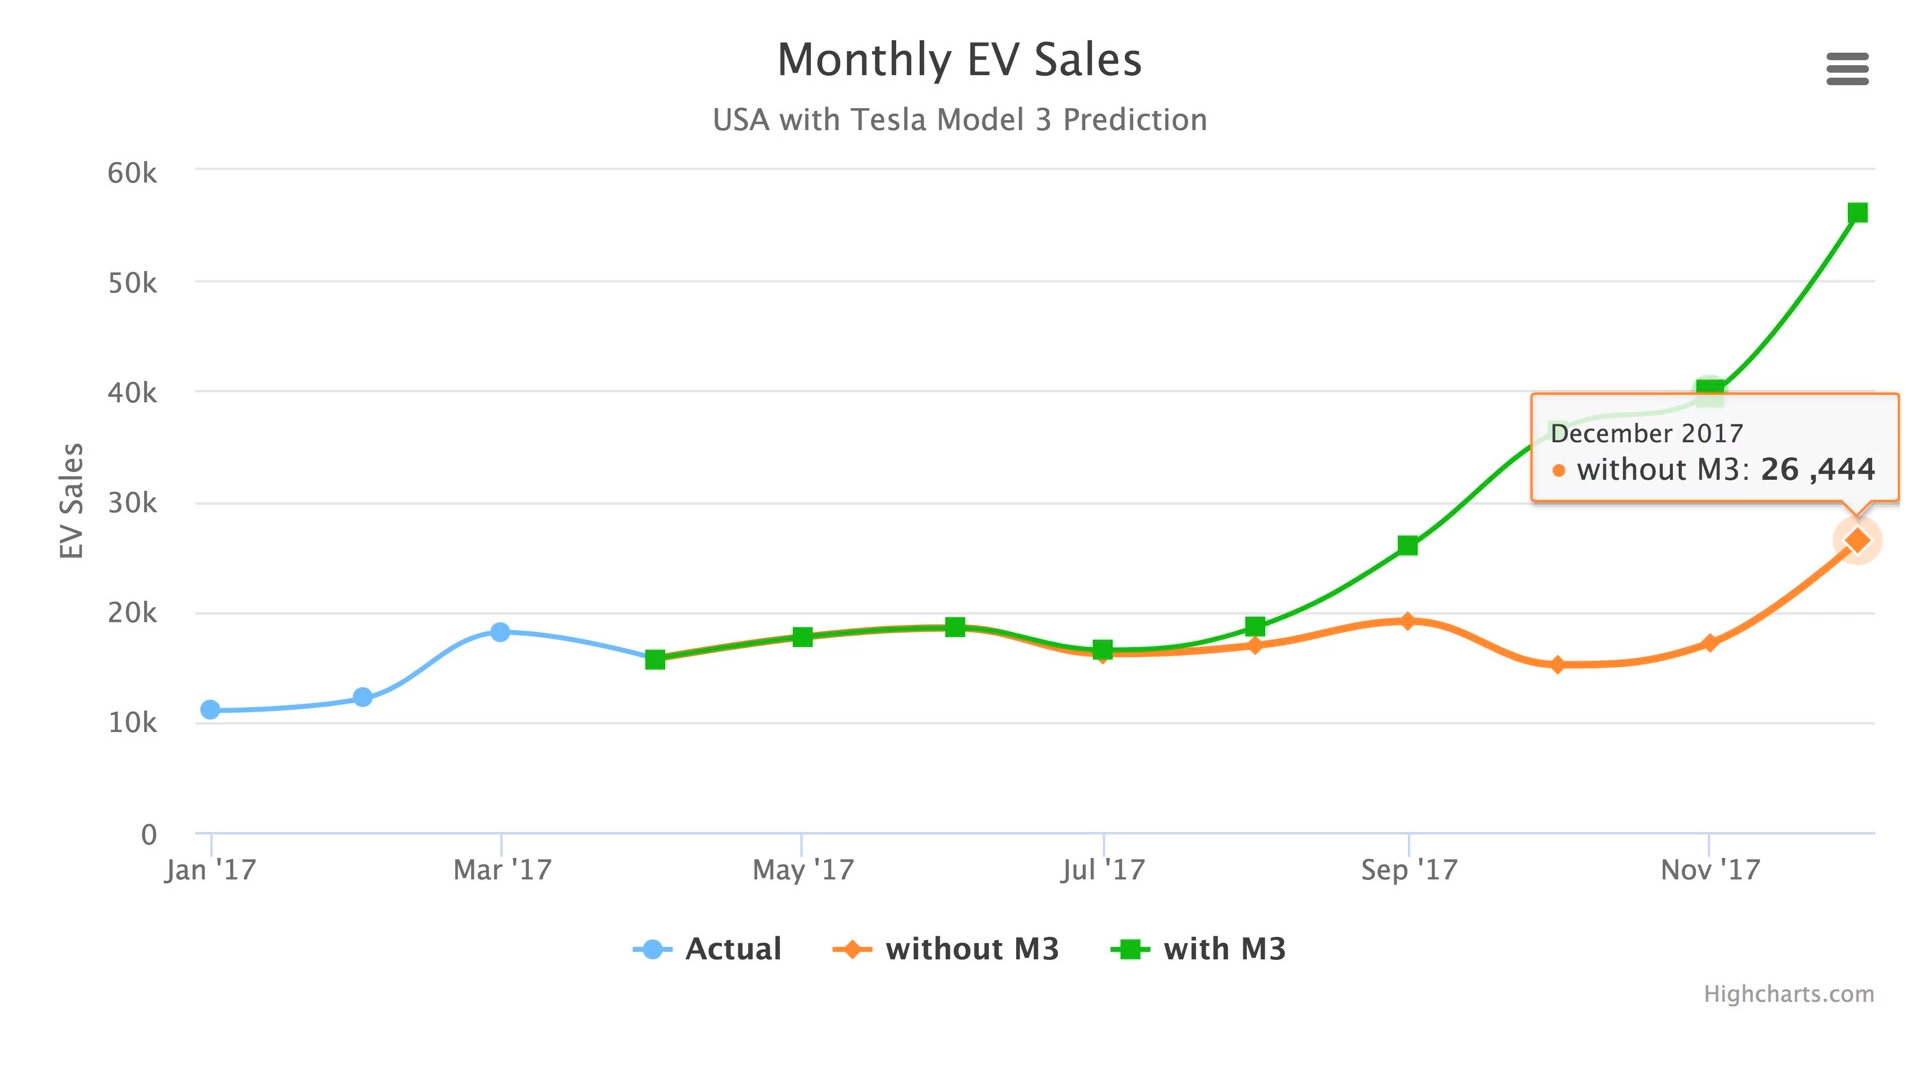 Monthly EV Sales
USA with Tesla Model 3 Prediction
60k
50k
40k
30k
20k
10k
0
EV Sales
December 2017
without M3: 26 ,444
Jan '17 Mar '17 May '17 Jul '17 Sep '17 Nov '17
Actual without M3 with M3
Highcharts.com